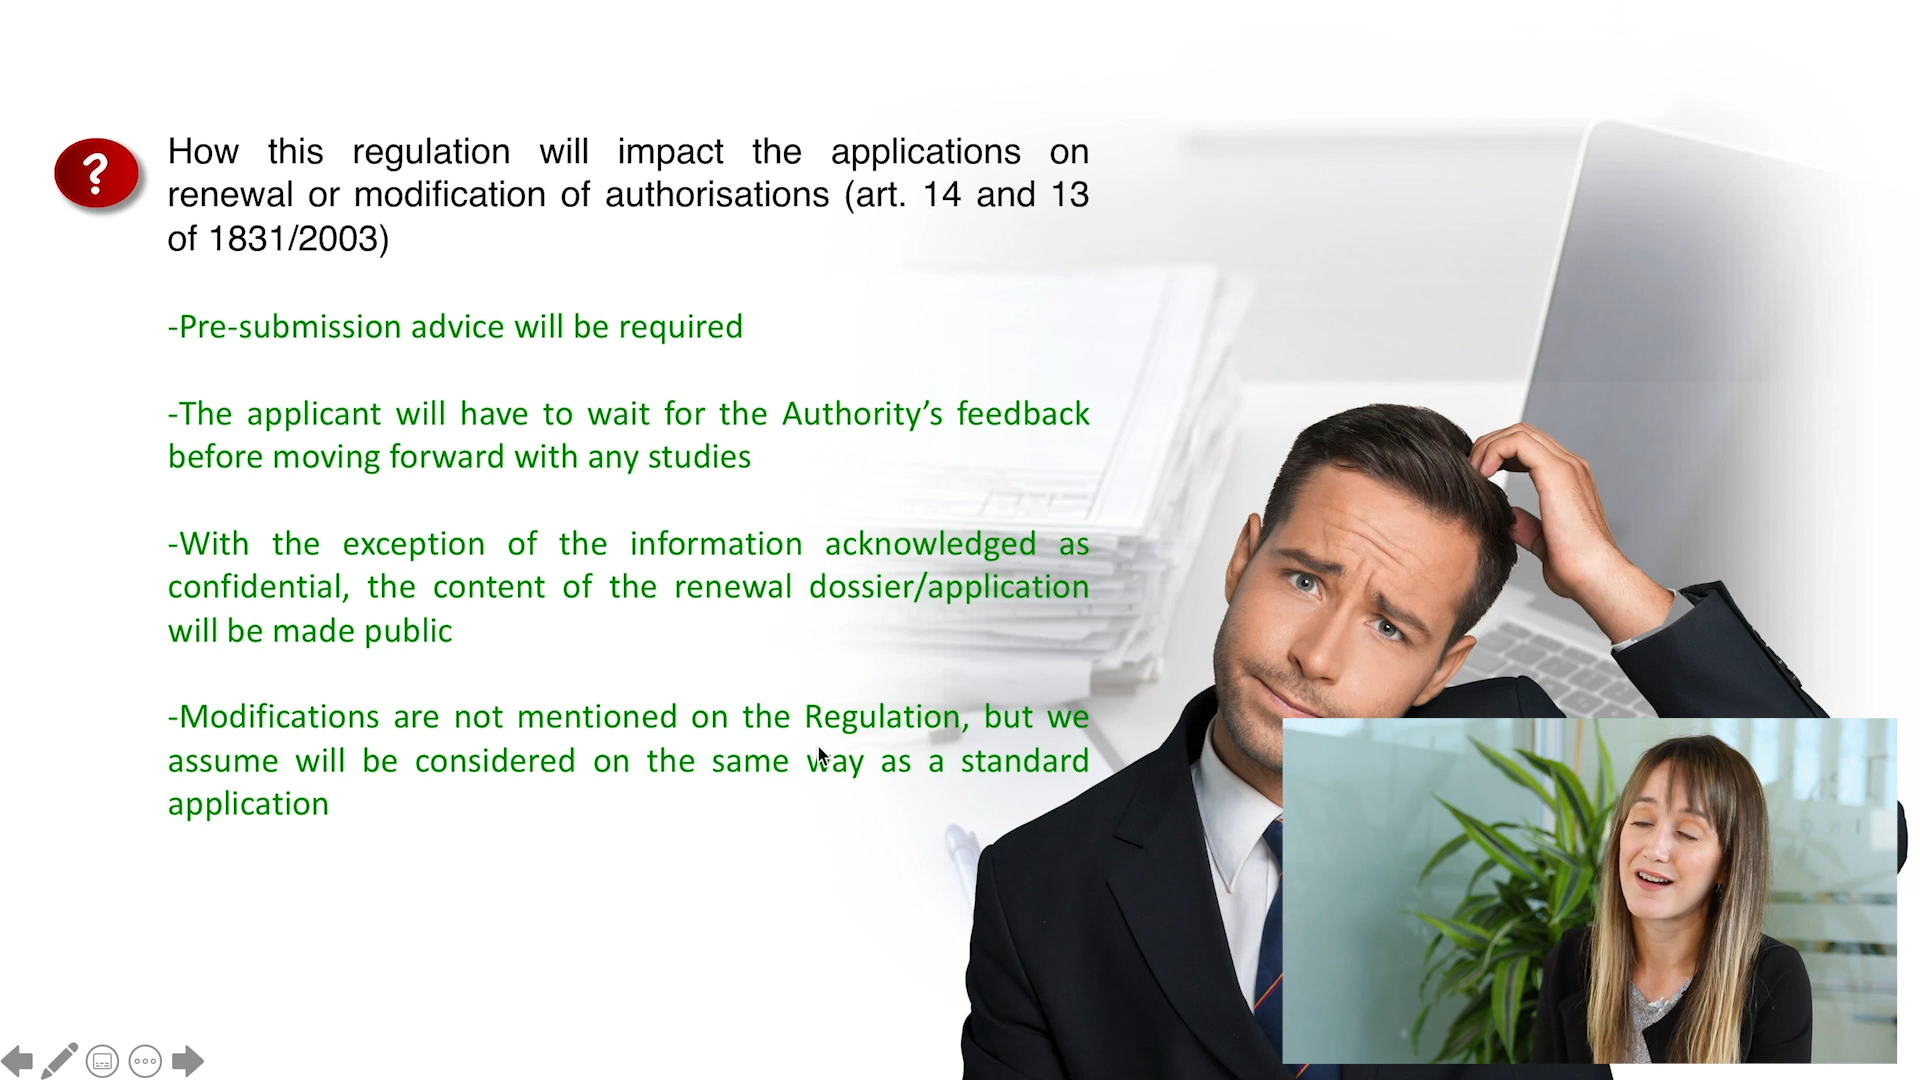 ?
How this regulation will impact the applications on
renewal or modification of authorisations (art. 14 and 13
of 1831/2003)
-Pre-submission advice will be required
-The applicant will have to wait for the Authority’s feedback
before moving forward with any studies
-With the exception of the information acknowledged as
confidential, the content of the renewal dossier/application
will be made public
-Modifications are not mentioned on the Regulation, but we
assume will be considered on the same way as a standard
application